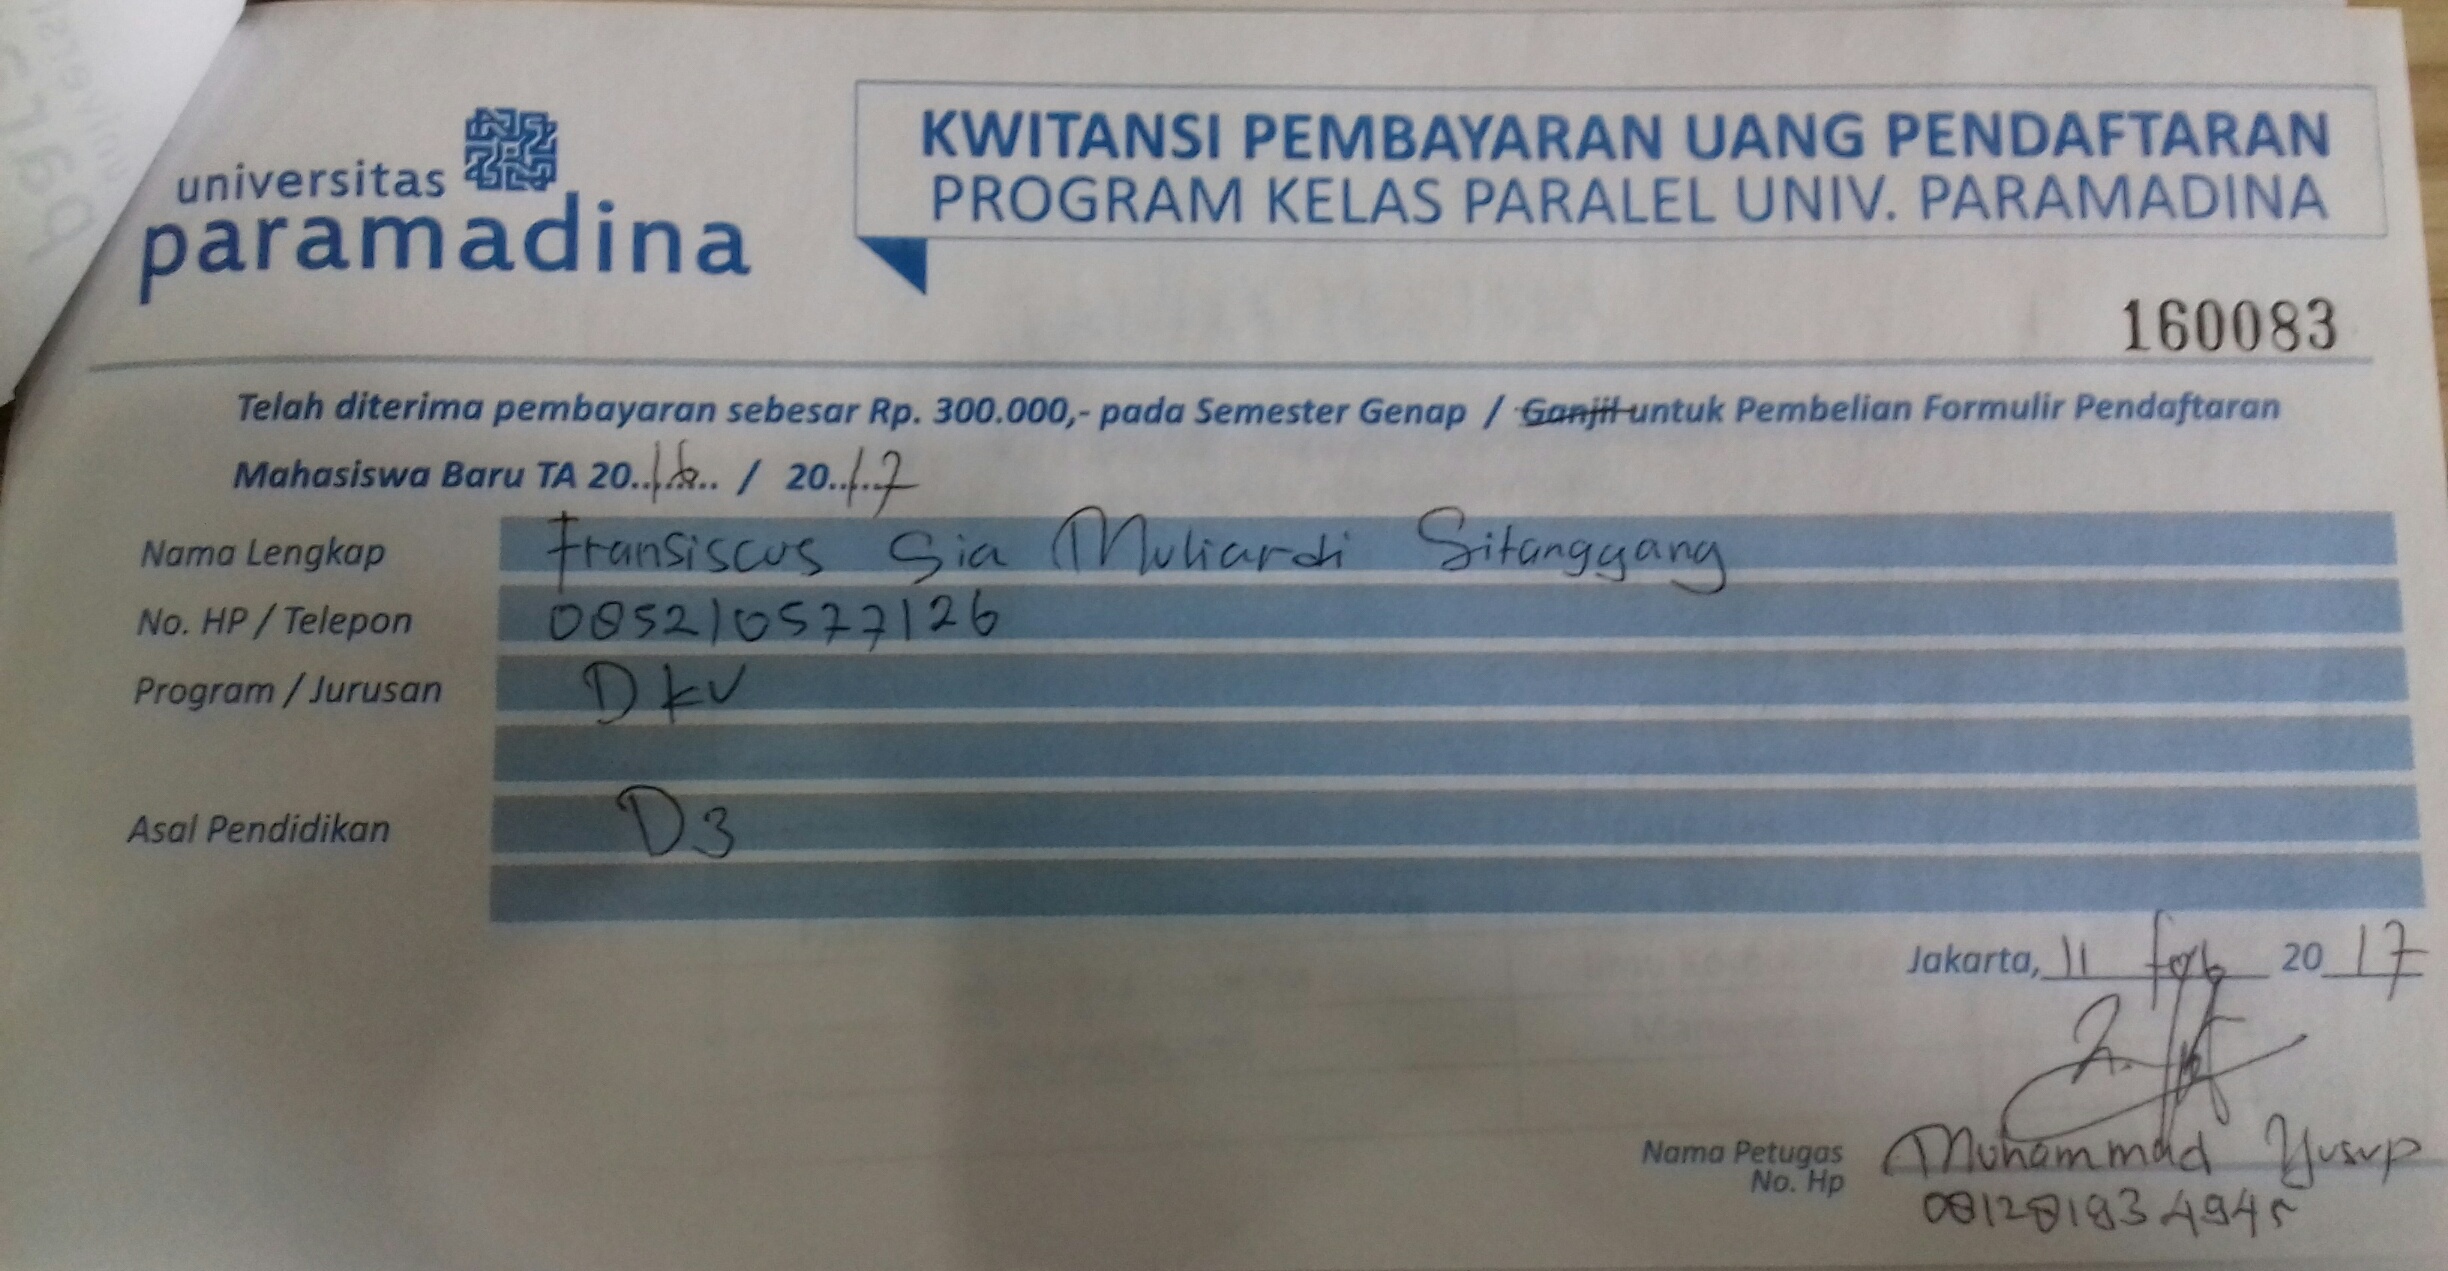 universitas
paramadina
KWITANSI PEMBAYARAN UANG PENDAFTARAN
PROGRAM KELAS PARALEL UNIV. PARAMADINA
160083
Telah diterima pembayaran sebesar Rp. 300.000,- pada Semester Genap / Ganjil untuk Pembelian Formulir Pendaftaran
Mahasiswa Baru TA 20..16.. / 20..17
Nama Lengkap Fransiscus Sia Muliardi Sitanggang
No. HP / Telepon 085210577126
Program / Jurusan DKV
Asal Pendidikan D3
Jakarta, 11 Feb 2017
Nama Petugas Muhammad Yusup
No. Hp 081281934945